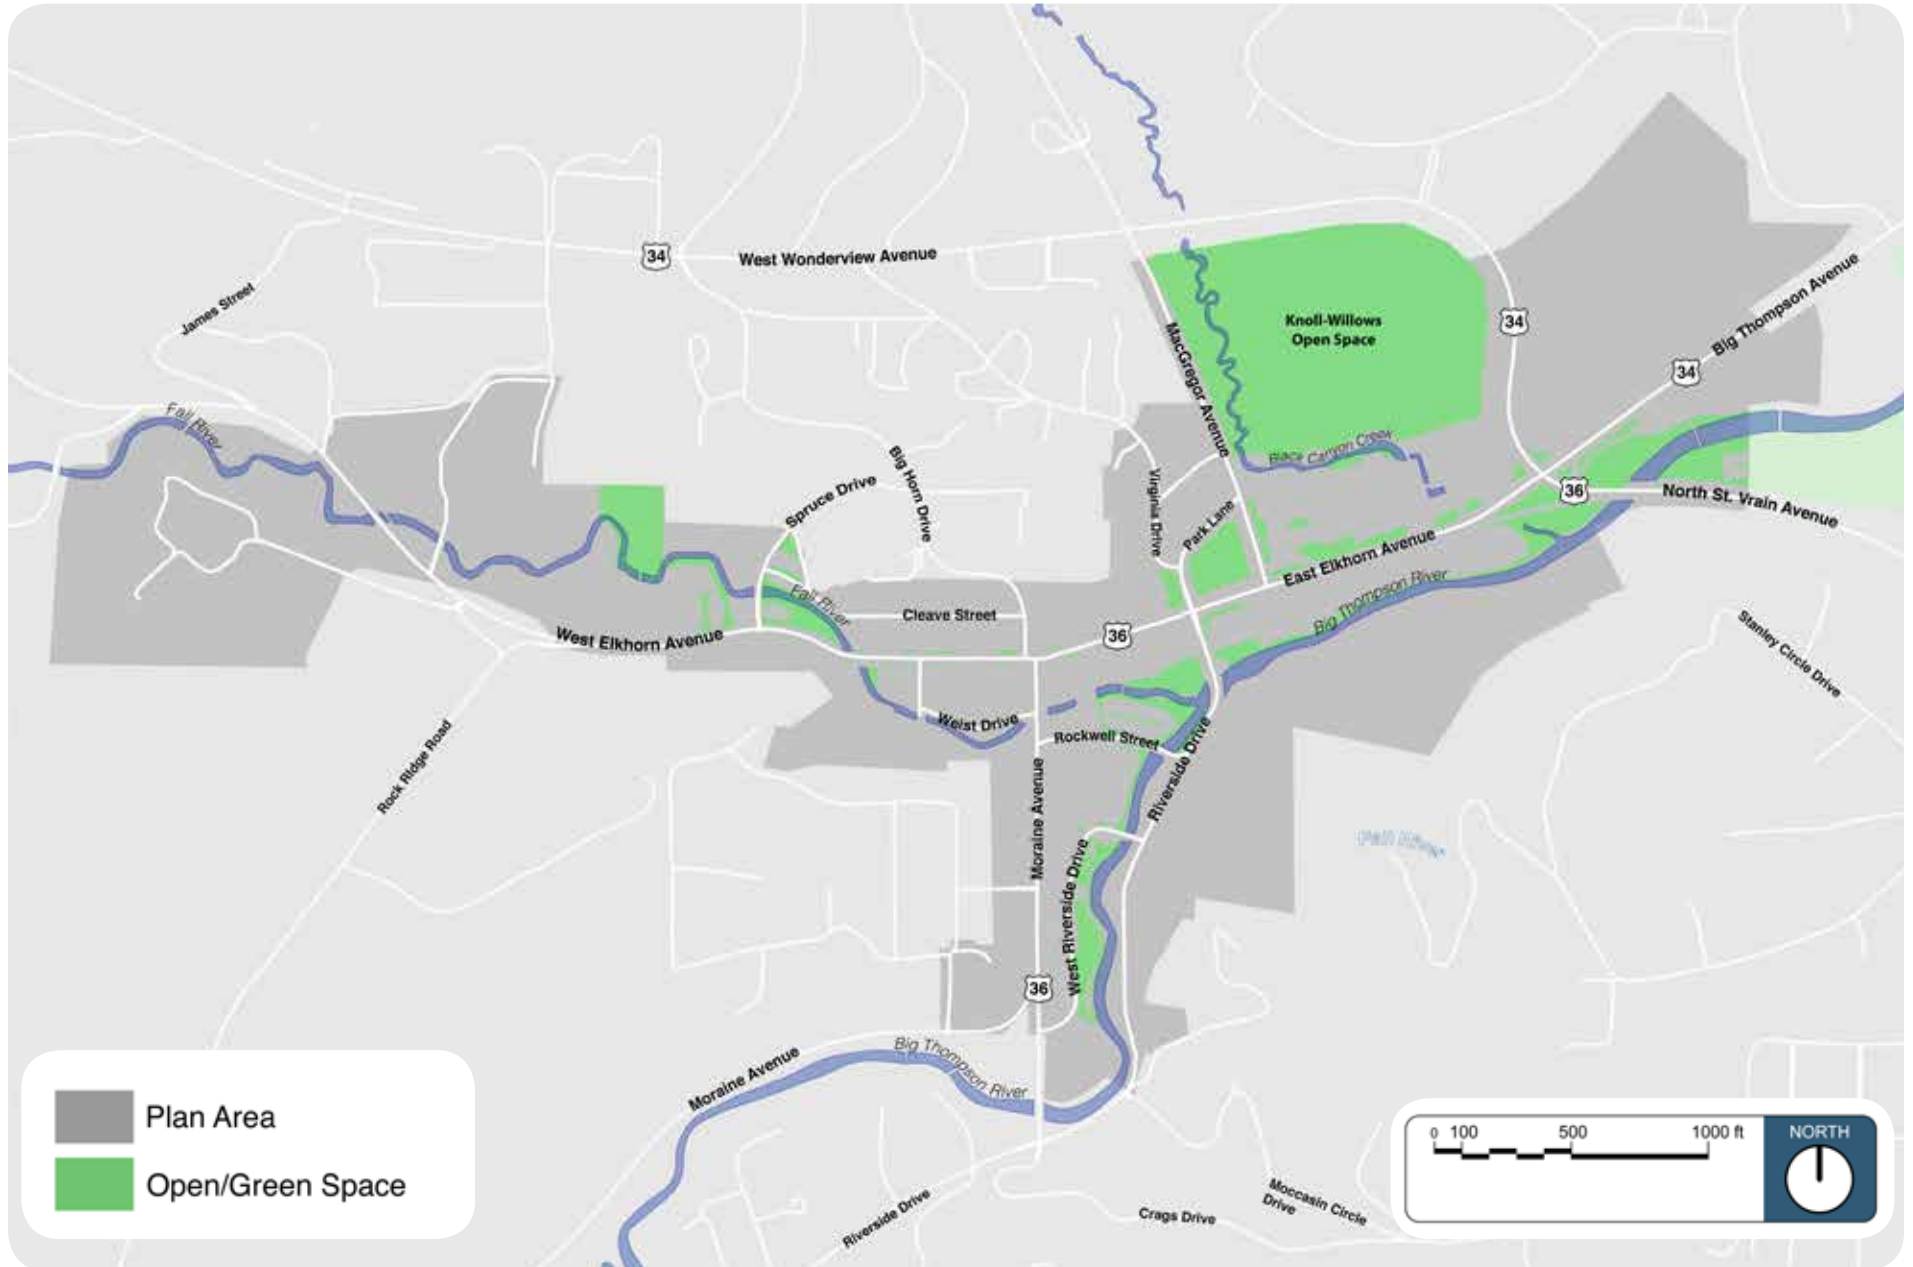 West Wonderview Avenue
34
James Street
Knoll-Willows
Open Space
34
Big Thompson Avenue
34
MacGregor Avenue
Fall River
Black Canyon Creek
Spruce Drive
Big Horn Drive
Virginia Drive
Park Lane
36
North St. Vrain Avenue
East Elkhorn Avenue
Big Thompson River
Fall River
Cleave Street
West Elkhorn Avenue
36
Stanley Circle Drive
Weist Drive
Rockwell Street
Riverside Drive
Rock Ridge Road
Moraine Avenue
West Riverside Drive
Fall River
36
Moraine Avenue
Big Thompson River
Riverside Drive
Crags Drive
Moccasin Circle
Drive
Plan Area
Open/Green Space
0 100 500 1000 ft
NORTH